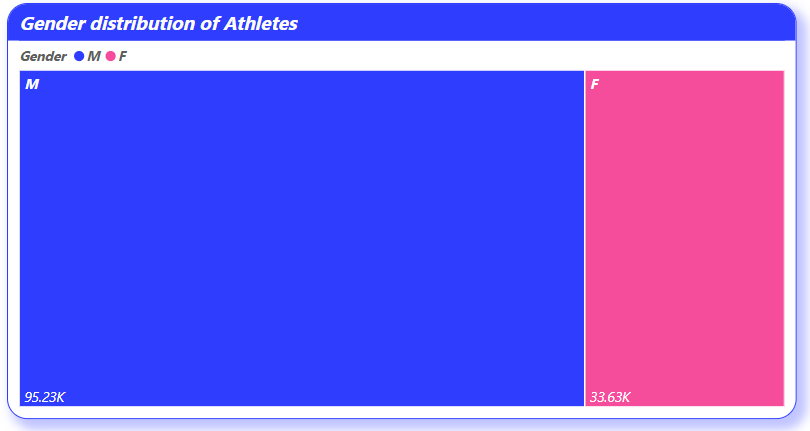 Gender distribution of Athletes
Gender M F
M F
95.23K 33.63K